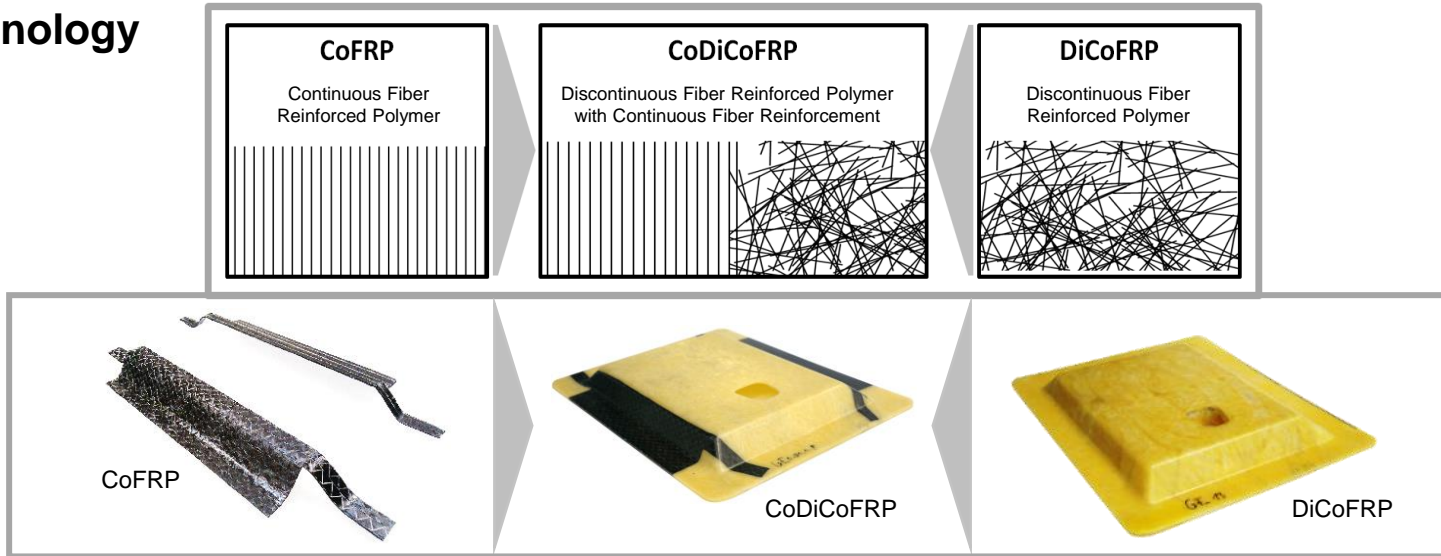 nology
CoFRP
Continuous Fiber
Reinforced Polymer
CoDiCoFRP
Discontinuous Fiber Reinforced Polymer
with Continuous Fiber Reinforcement
DiCoFRP
Discontinuous Fiber
Reinforced Polymer
CoFRP
CoDiCoFRP
DiCoFRP